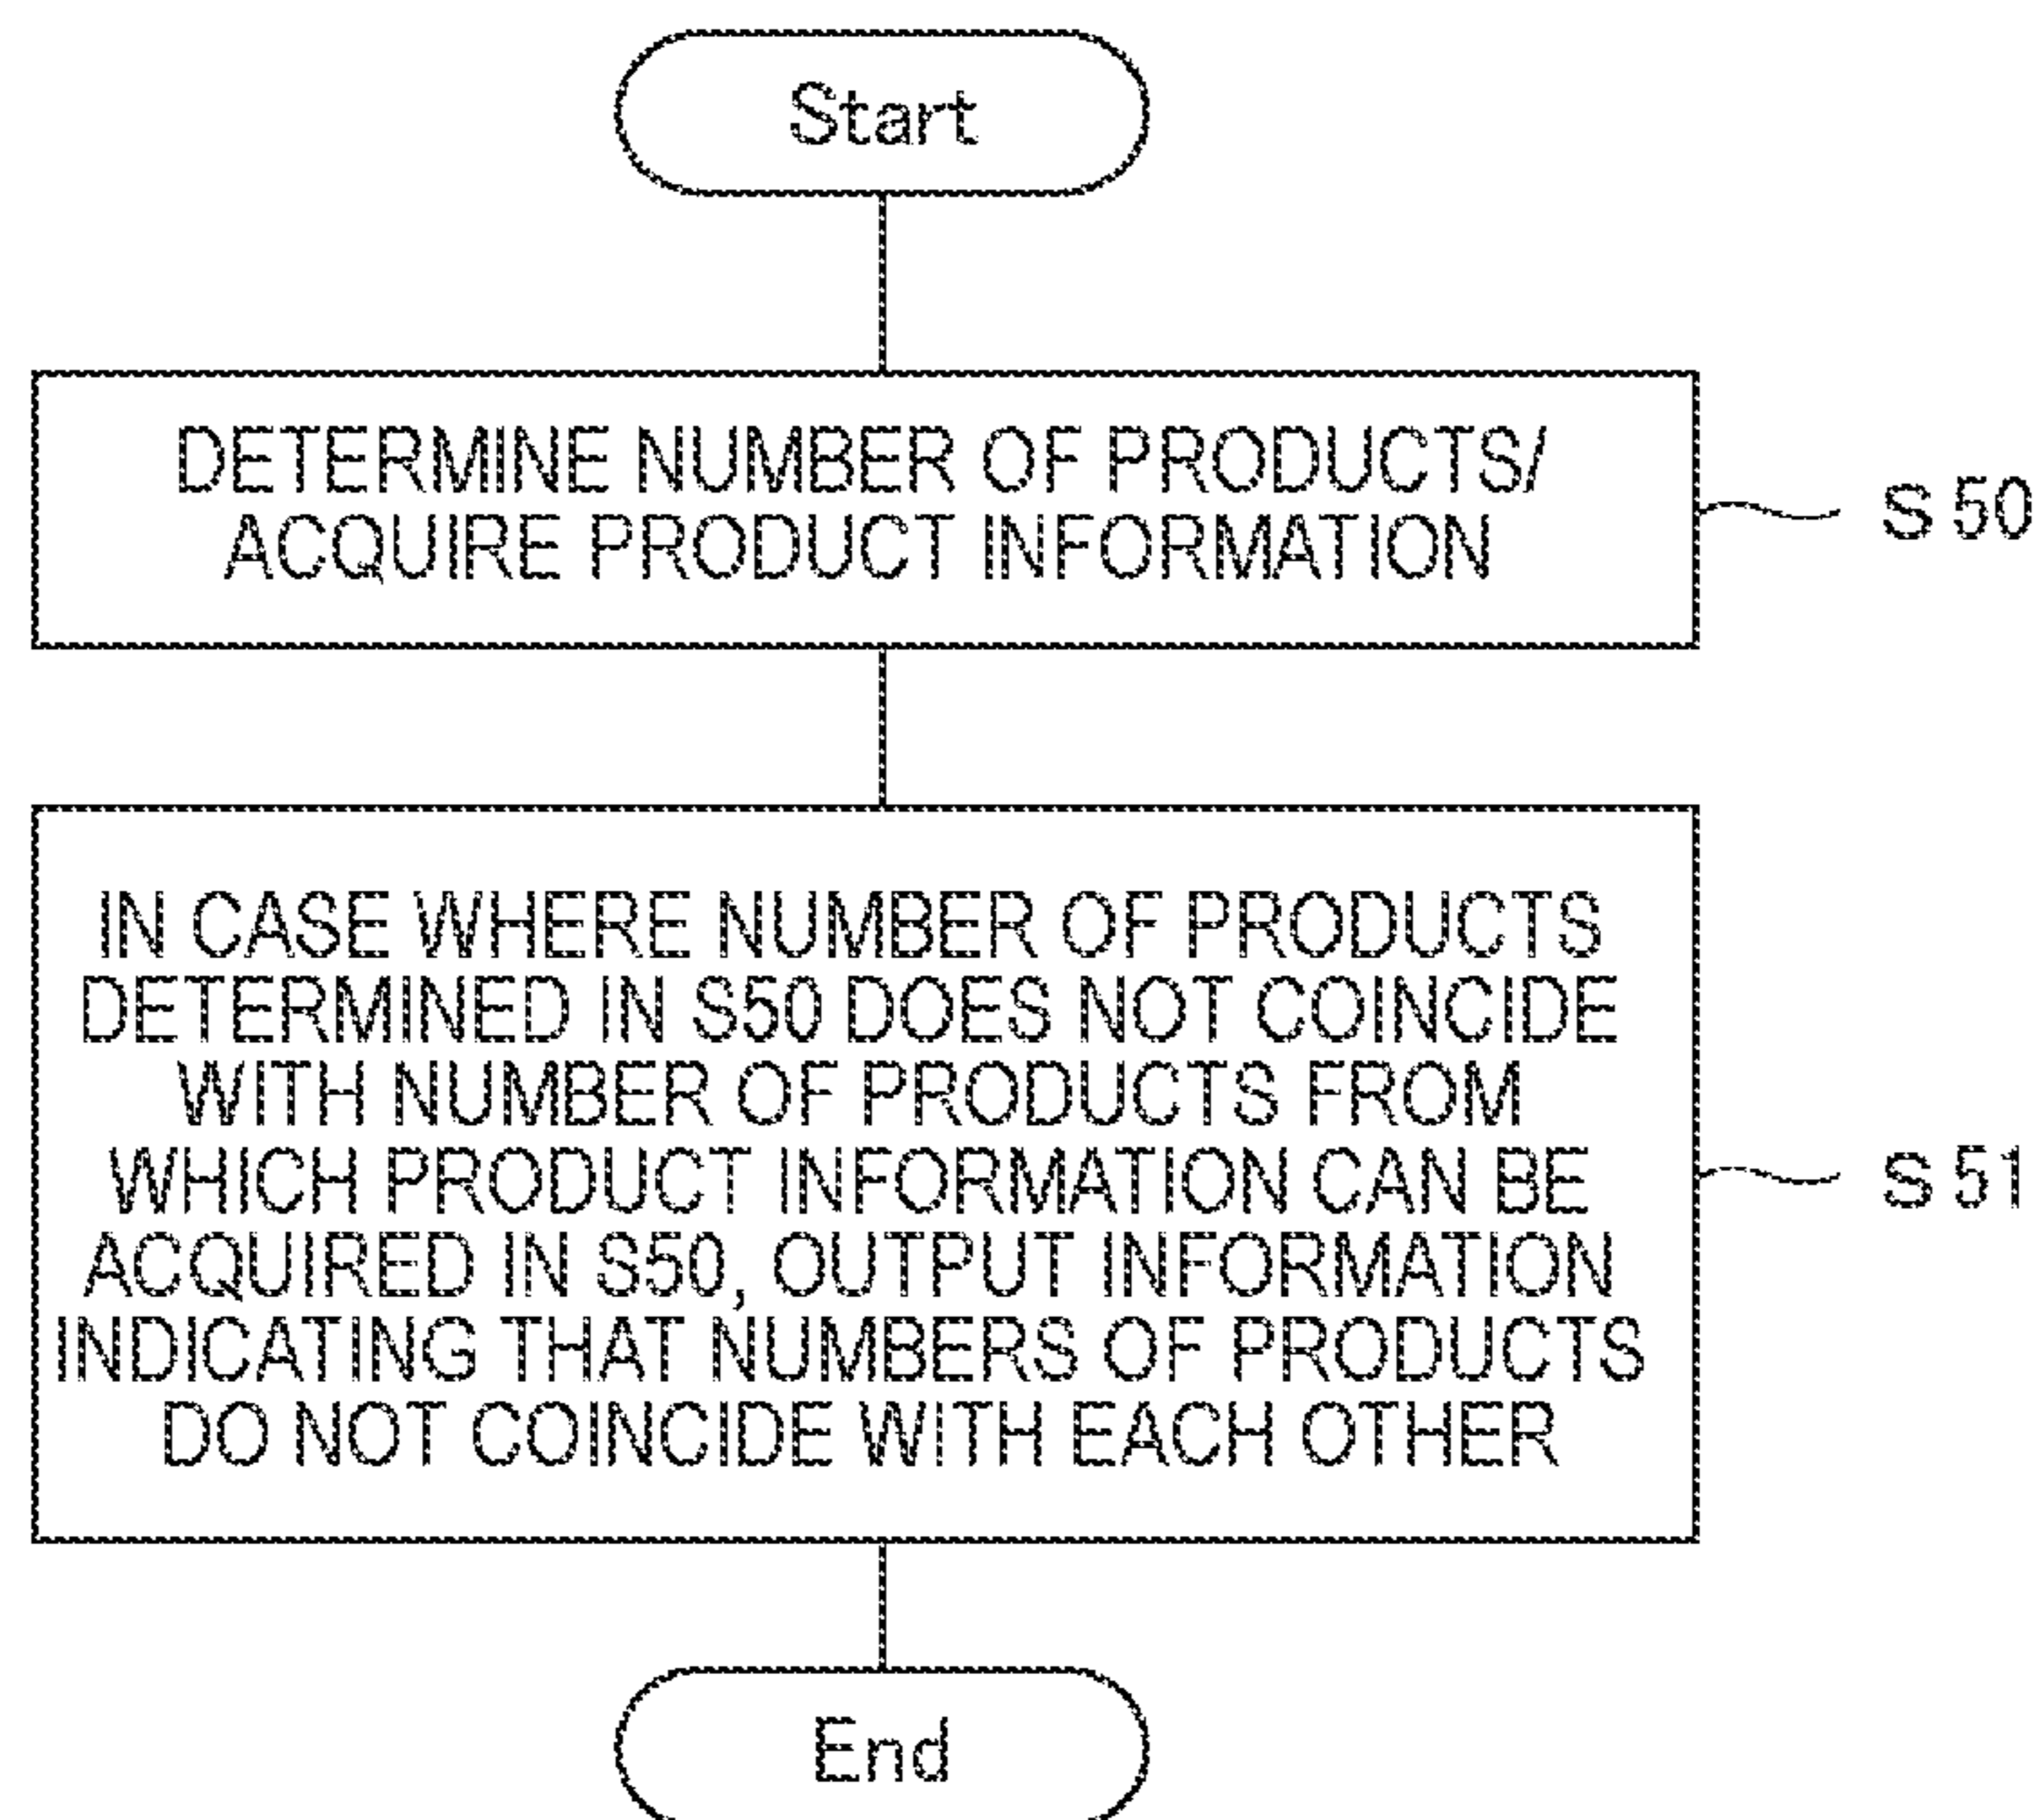 Start
DETERMINE NUMBER OF PRODUCTS/
ACQUIRE PRODUCT INFORMATION
S50
IN CASE WHERE NUMBER OF PRODUCTS
DETERMINED IN S50 DOES NOT COINCIDE
WITH NUMBER OF PRODUCTS FROM
WHICH PRODUCT INFORMATION CAN BE
ACQUIRED IN S50, OUTPUT INFORMATION
INDICATING THAT NUMBERS OF PRODUCTS
DO NOT COINCIDE WITH EACH OTHER
S51
End